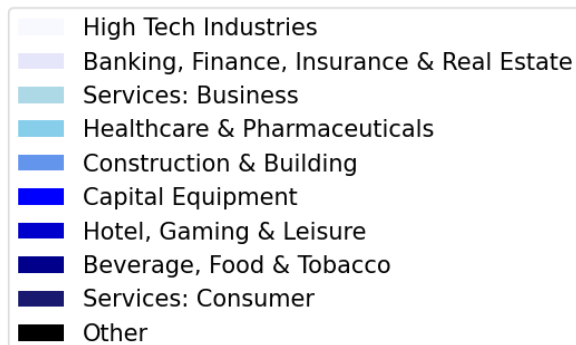 High Tech Industries
Banking, Finance, Insurance & Real Estate
Services: Business
Healthcare & Pharmaceuticals
Construction & Building
Capital Equipment
Hotel, Gaming & Leisure
Beverage, Food & Tobacco
Services: Consumer
Other